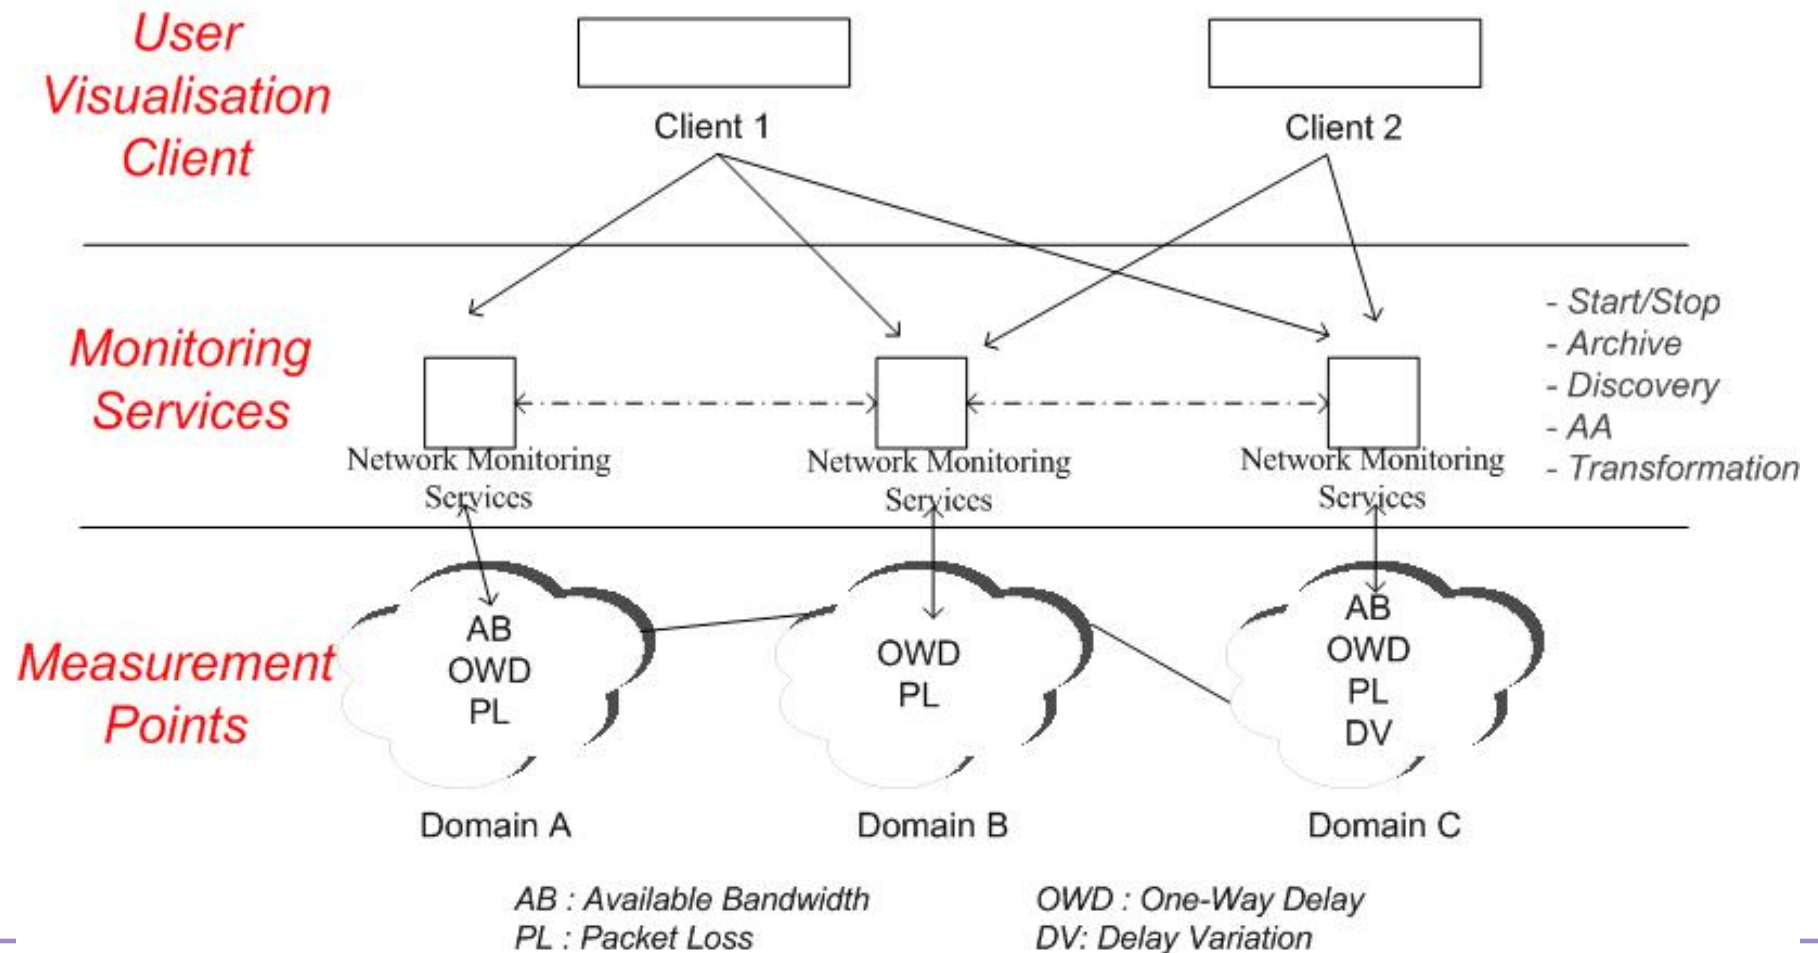 User
Visualisation
Client
Client 1
Client 2
Monitoring
Services
- Start/Stop
- Archive
- Discovery
- AA
- Transformation
Network Monitoring
Services
Network Monitoring
Services
Network Monitoring
Services
Measurement
Points
AB
OWD
PL
OWD
PL
AB
OWD
PL
DV
Domain A
Domain B
Domain C
AB : Available Bandwidth
OWD : One-Way Delay
PL : Packet Loss
DV: Delay Variation